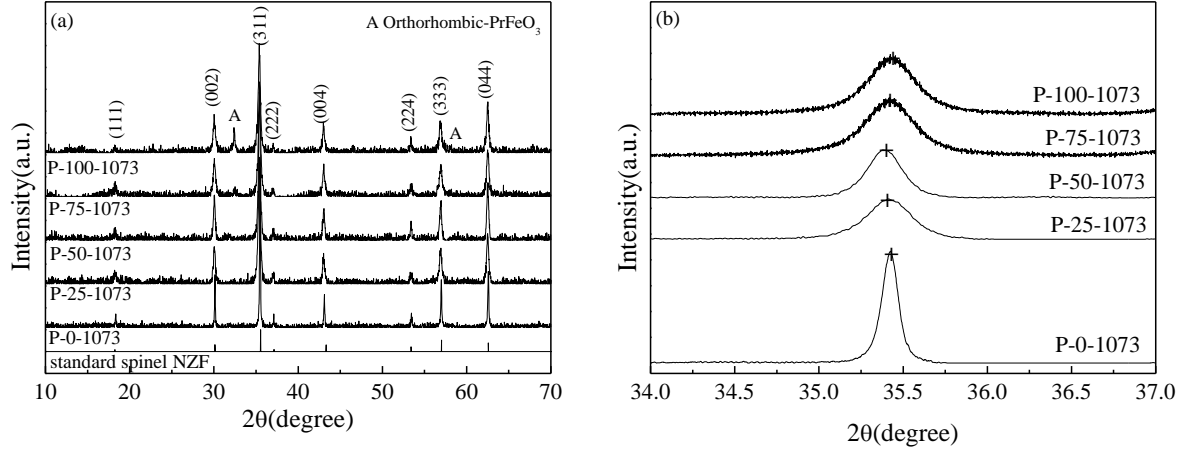 (a)
A Orthorhombic-PrFeO3
(111)
(002)
A
(311)
(222)
(004)
(224)
(333)
A
(044)
P-100-1073
P-75-1073
P-50-1073
P-25-1073
P-0-1073
standard spinel NZF
10 20 30 40 50 60 70
2θ(degree)
Intensity(a.u.)
(b)
P-100-1073
P-75-1073
P-50-1073
P-25-1073
P-0-1073
34.0 34.5 35.0 35.5 36.0 36.5 37.0
2θ(degree)
Intensity(a.u.)